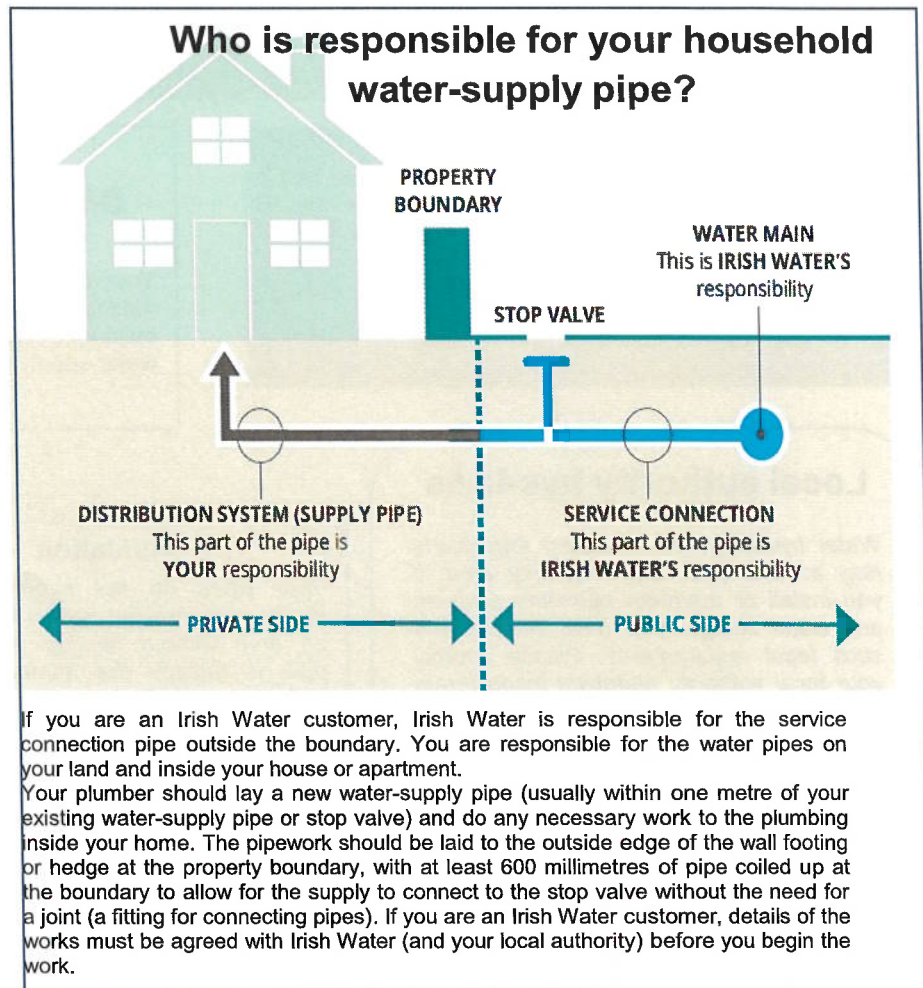 Who is responsible for your household
water-supply pipe?
PROPERTY
BOUNDARY
WATER MAIN
This is IRISH WATER'S
responsibility
STOP VALVE
DISTRIBUTION SYSTEM (SUPPLY PIPE)
This part of the pipe is
YOUR responsibility
SERVICE CONNECTION
This part of the pipe is
IRISH WATER'S responsibility
PRIVATE SIDE
PUBLIC SIDE
If you are an Irish Water customer, Irish Water is responsible for the service
connection pipe outside the boundary. You are responsible for the water pipes on
your land and inside your house or apartment.
Your plumber should lay a new water-supply pipe (usually within one metre of your
existing water-supply pipe or stop valve) and do any necessary work to the plumbing
inside your home. The pipework should be laid to the outside edge of the wall footing
or hedge at the property boundary, with at least 600 millimetres of pipe coiled up at
the boundary to allow for the supply to connect to the stop valve without the need for
a joint (a fitting for connecting pipes). If you are an Irish Water customer, details of the
works must be agreed with Irish Water (and your local authority) before you begin the
work.